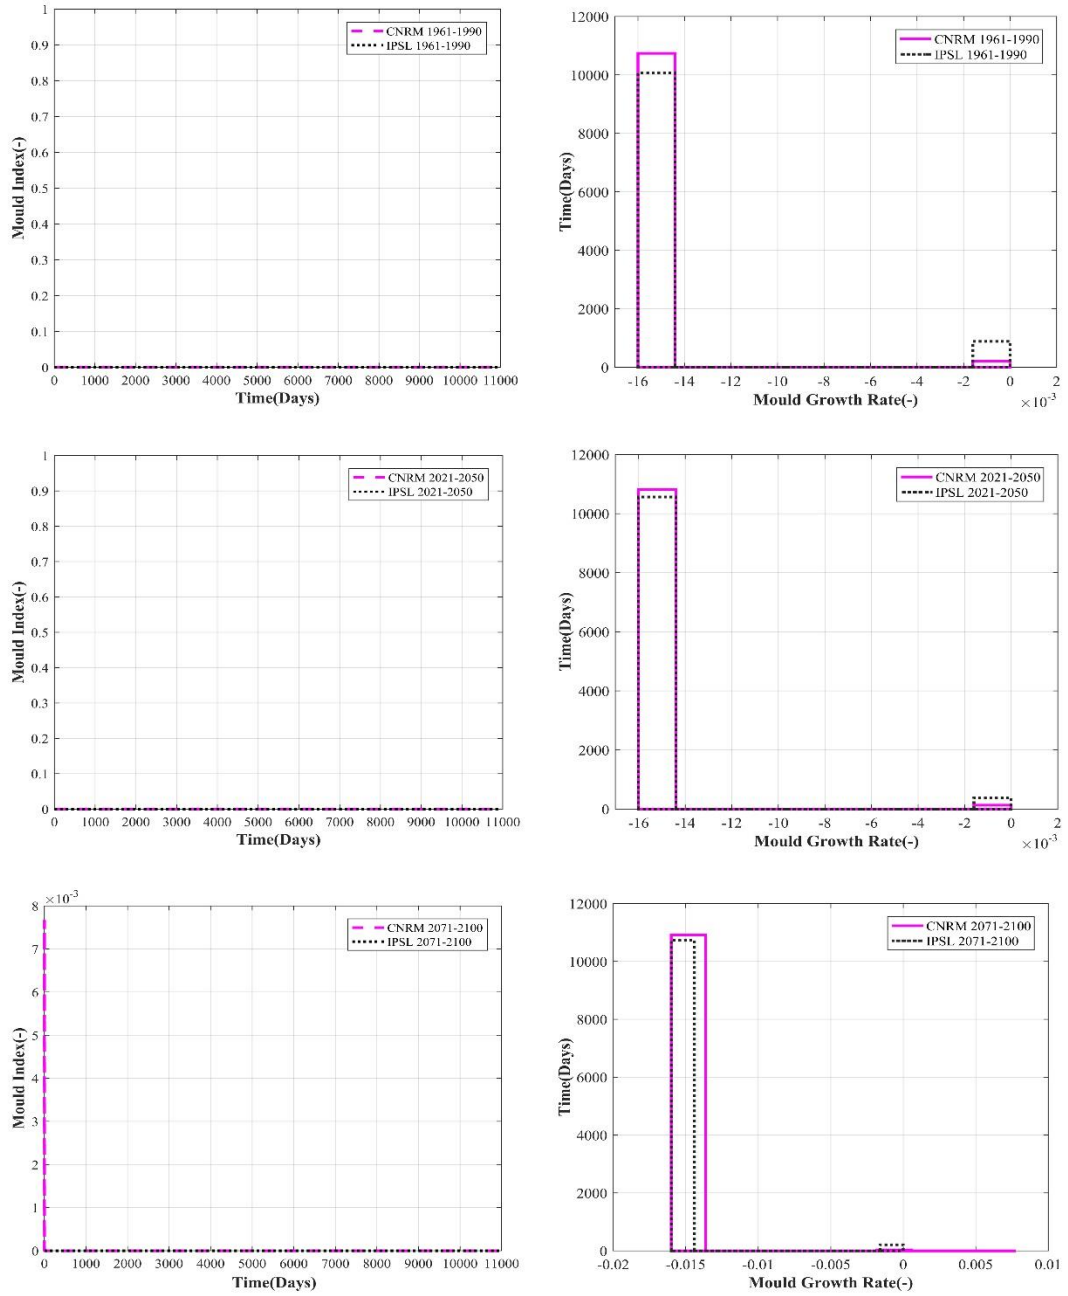 1
0.9
0.8
0.7
0.6
0.5
0.4
0.3
0.2
0.1
0
Mould Index(-)
CNRM 1961-1990
IPSL 1961-1990
0 1000 2000 3000 4000 5000 6000 7000 8000 9000 10000 11000
Time(Days)
12000
10000
8000
6000
4000
2000
0
Time(Days)
CNRM 1961-1990
IPSL 1961-1990
-16 -14 -12 -10 -8 -6 -4 -2 0 2
Mould Growth Rate(-)
×10-3
1
0.9
0.8
0.7
0.6
0.5
0.4
0.3
0.2
0.1
0
Mould Index(-)
CNRM 2021-2050
IPSL 2021-2050
0 1000 2000 3000 4000 5000 6000 7000 8000 9000 10000 11000
Time(Days)
12000
10000
8000
6000
4000
2000
0
Time(Days)
CNRM 2021-2050
IPSL 2021-2050
-16 -14 -12 -10 -8 -6 -4 -2 0 2
Mould Growth Rate(-)
×10-3
×10-3
8
7
6
5
4
3
2
1
0
Mould Index(-)
CNRM 2071-2100
IPSL 2071-2100
0 1000 2000 3000 4000 5000 6000 7000 8000 9000 10000 11000
Time(Days)
12000
10000
8000
6000
4000
2000
0
Time(Days)
CNRM 2071-2100
IPSL 2071-2100
-0.02 -0.015 -0.01 -0.005 0 0.005 0.01
Mould Growth Rate(-)